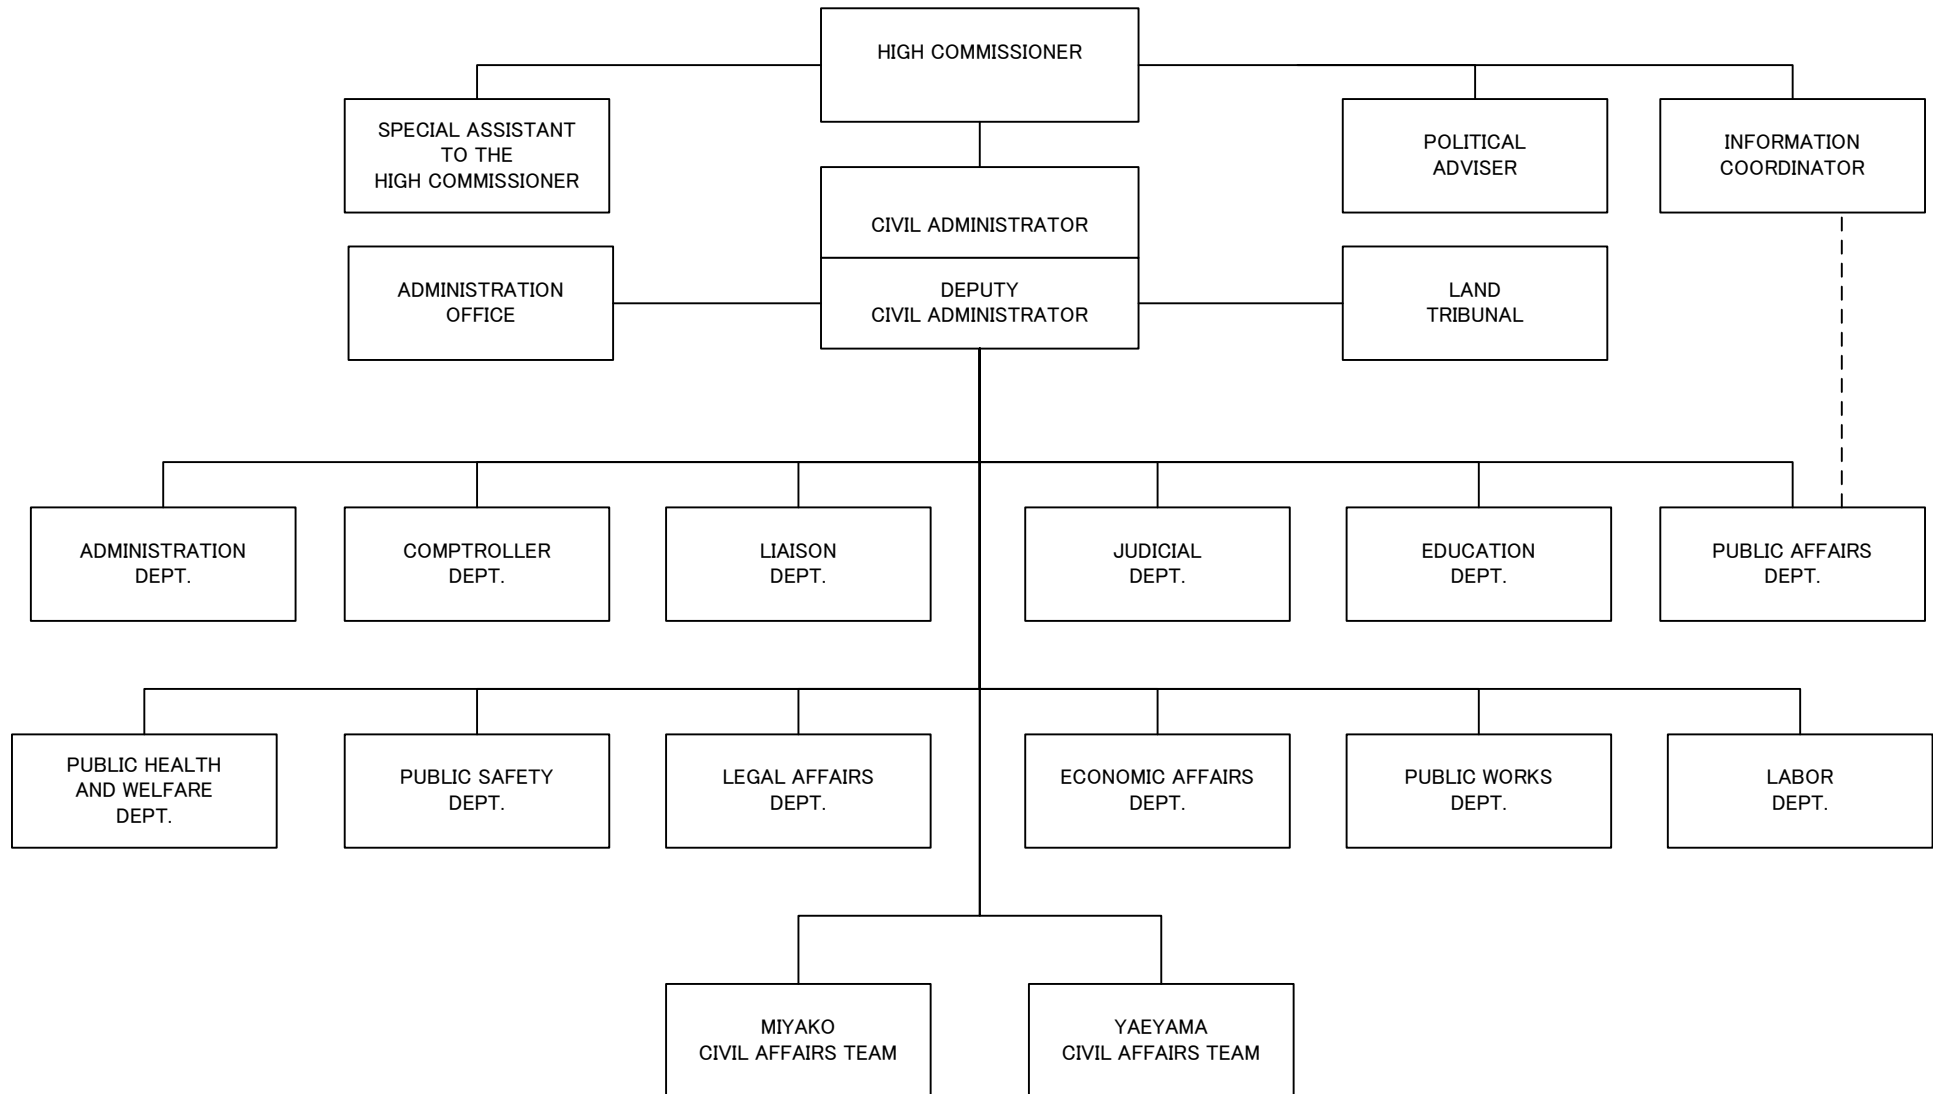 HIGH COMMISSIONER
SPECIAL ASSISTANT
TO THE
HIGH COMMISSIONER
POLITICAL
ADVISER
INFORMATION
COORDINATOR
CIVIL ADMINISTRATOR
ADMINISTRATION
OFFICE
DEPUTY
CIVIL ADMINISTRATOR
LAND
TRIBUNAL
ADMINISTRATION
DEPT.
COMPTROLLER
DEPT.
LIAISON
DEPT.
JUDICIAL
DEPT.
EDUCATION
DEPT.
PUBLIC AFFAIRS
DEPT.
PUBLIC HEALTH
AND WELFARE
DEPT.
PUBLIC SAFETY
DEPT.
LEGAL AFFAIRS
DEPT.
ECONOMIC AFFAIRS
DEPT.
PUBLIC WORKS
DEPT.
LABOR
DEPT.
MIYAKO
CIVIL AFFAIRS TEAM
YAEYAMA
CIVIL AFFAIRS TEAM